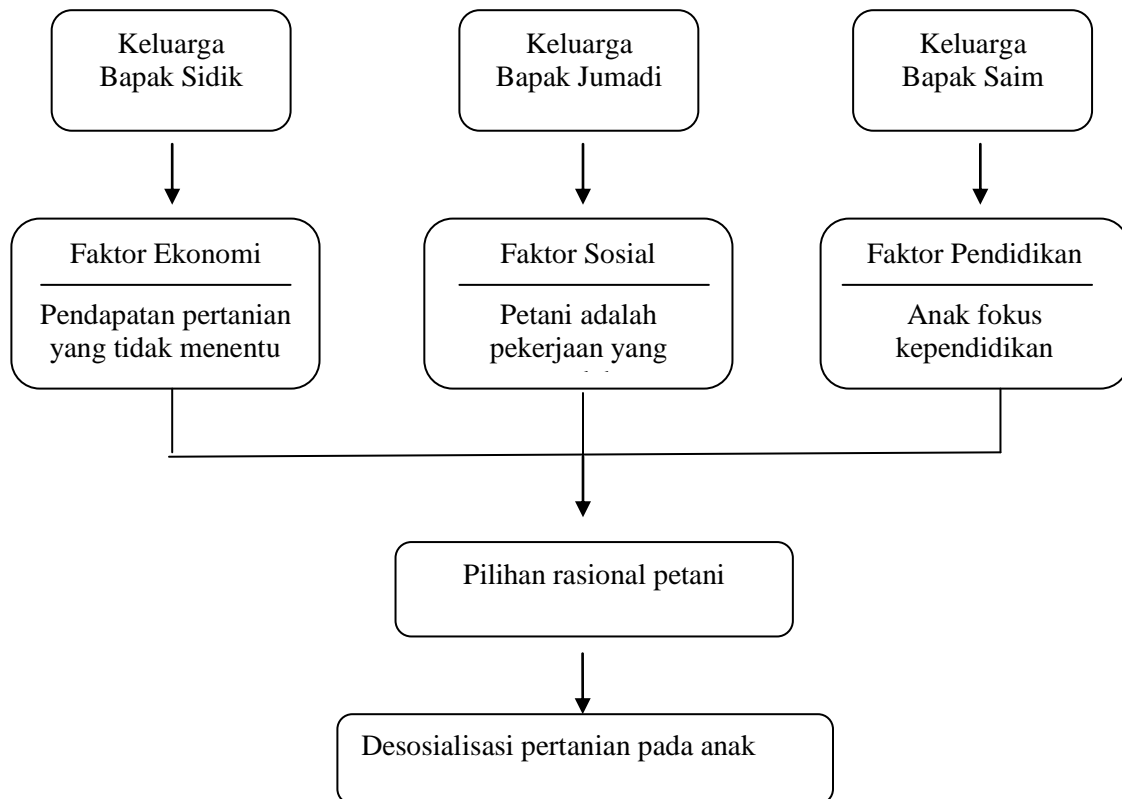 Keluarga
Bapak Sidik
Keluarga
Bapak Jumadi
Keluarga
Bapak Saim
Faktor Ekonomi
Pendapatan pertanian
yang tidak menentu
Faktor Sosial
Petani adalah
pekerjaan yang
Faktor Pendidikan
Anak fokus
kependidikan
Pilihan rasional petani
Desosialisasi pertanian pada anak